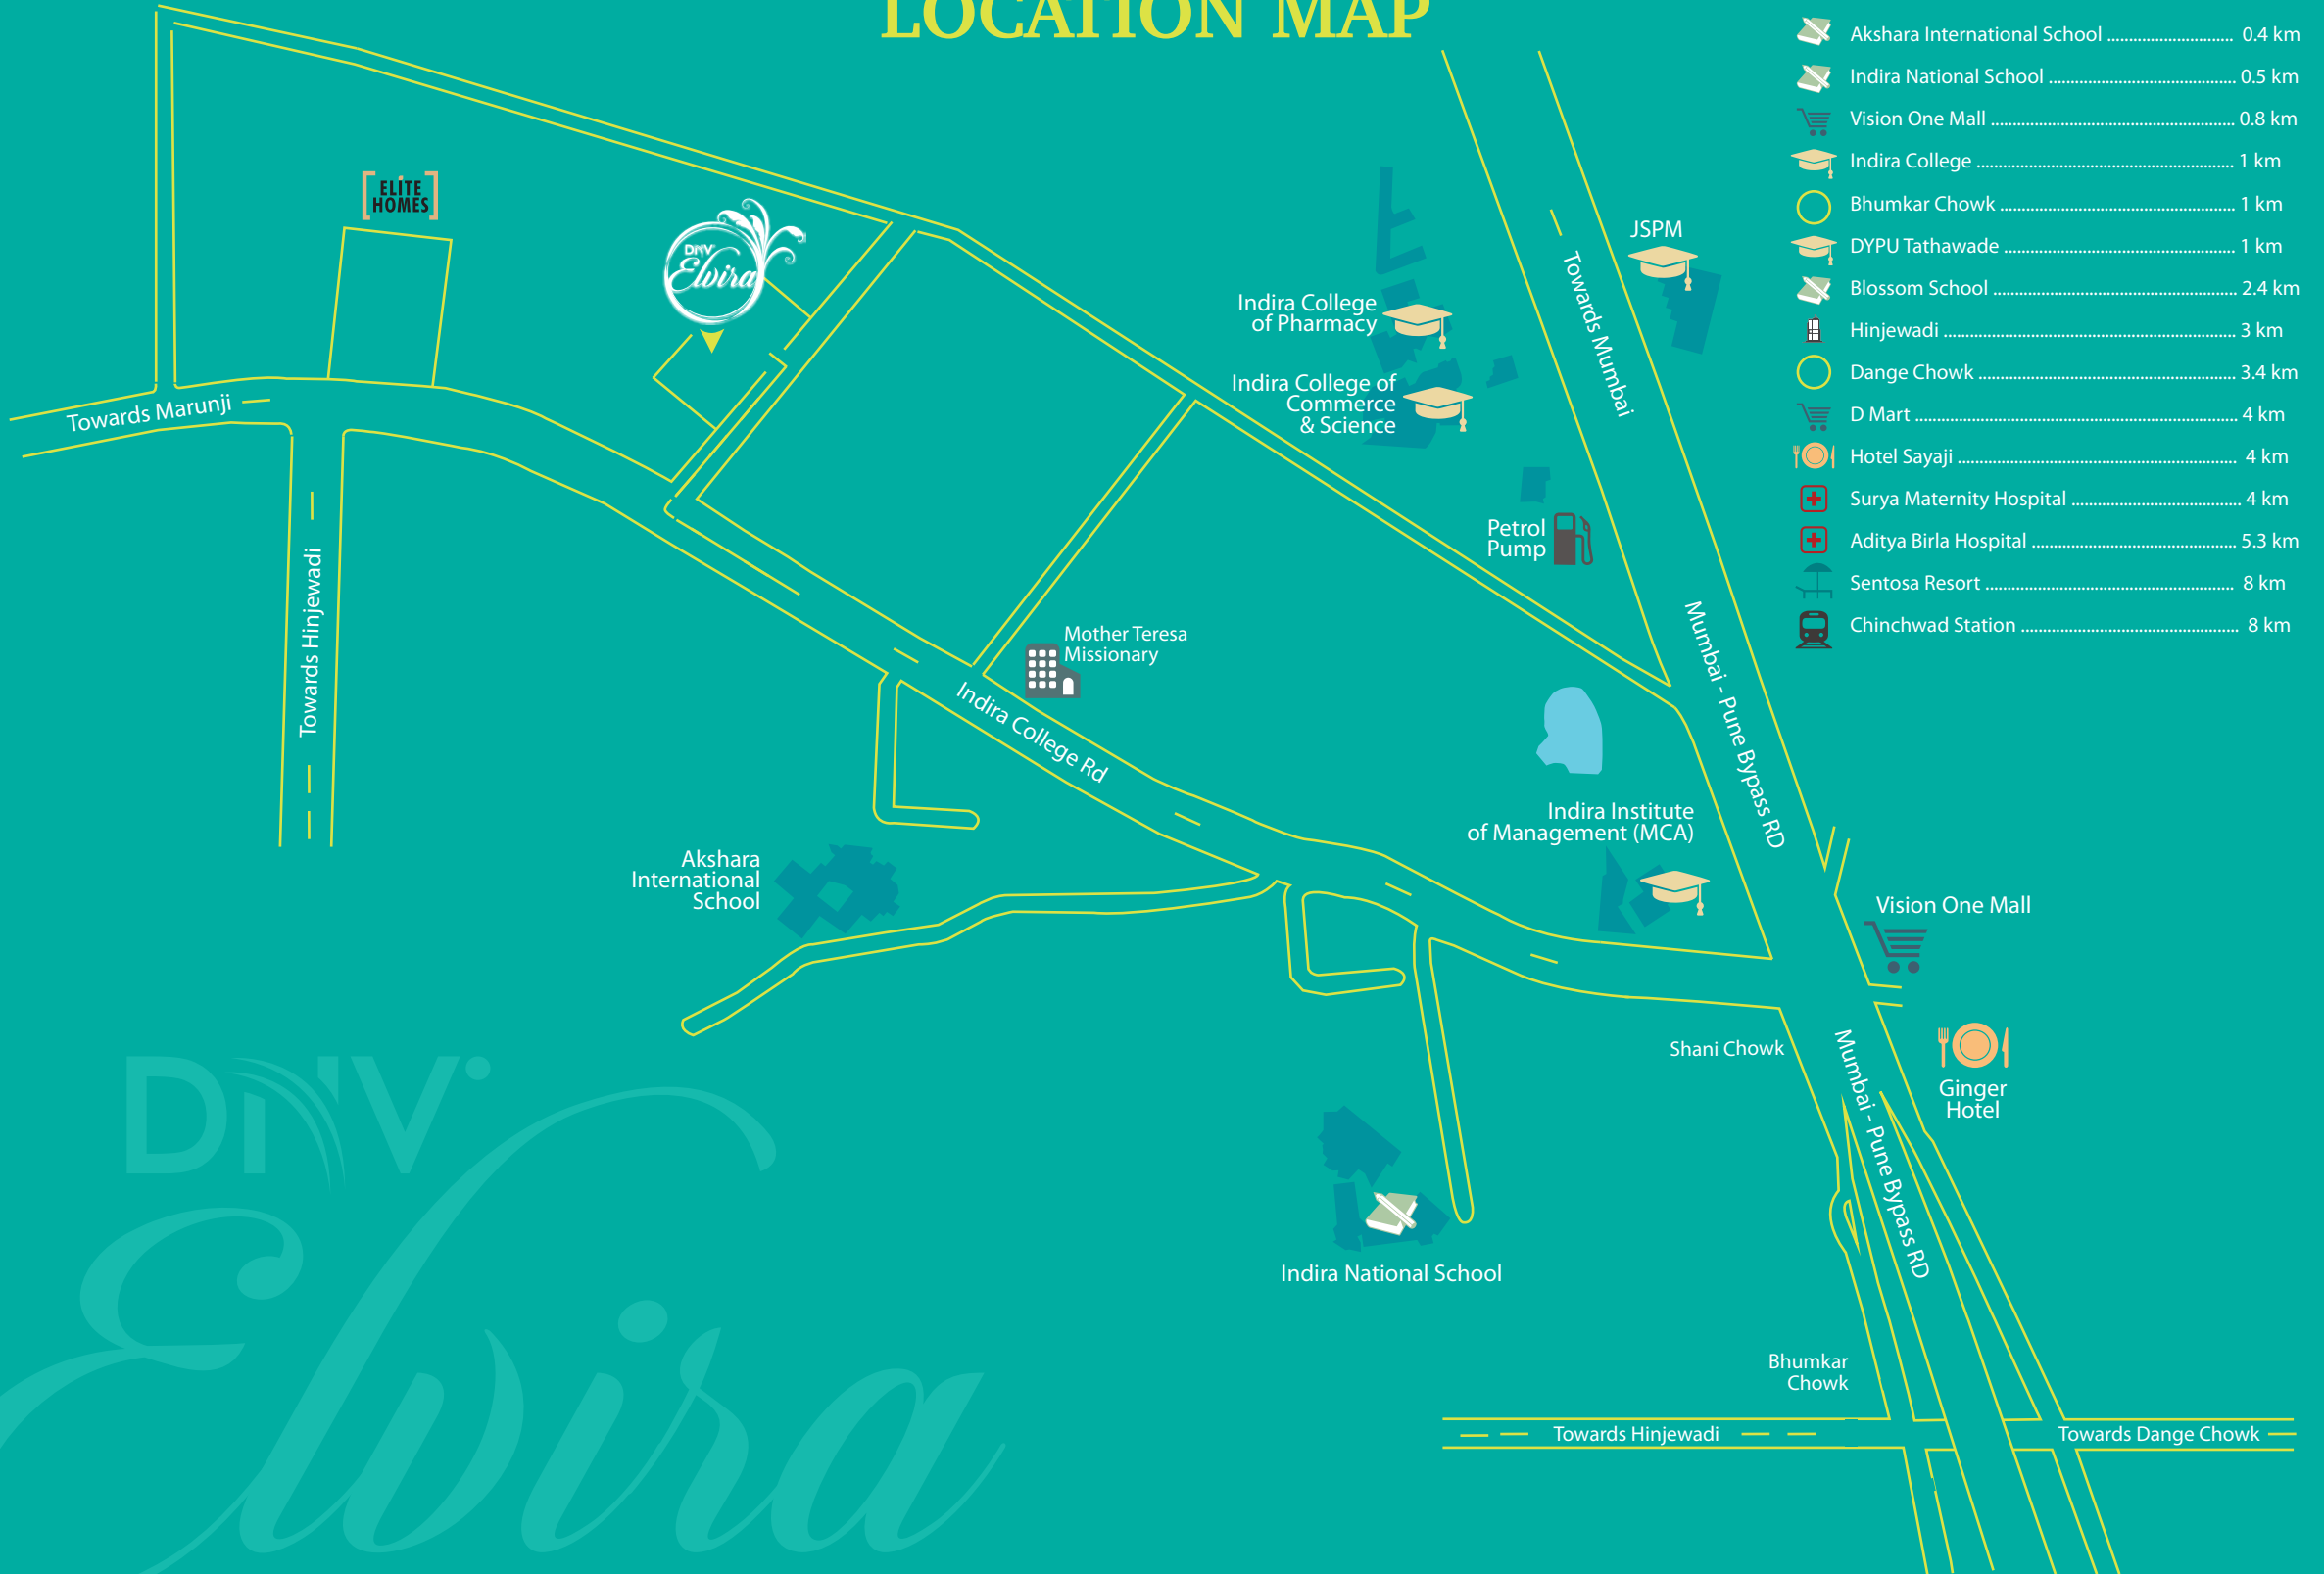 LOCATION MAP
Akshara International School ............................. 0.4 km
Indira National School ........................................... 0.5 km
Vision One Mall ........................................................ 0.8 km
Indira College ........................................................... 1 km
Bhumkar Chowk ...................................................... 1 km
DYPU Tathawade ..................................................... 1 km
Blossom School ........................................................ 2.4 km
Hinjewadi ................................................................... 3 km
Dange Chowk ........................................................... 3.4 km
D Mart .......................................................................... 4 km
Hotel Sayaji ................................................................ 4 km
Surya Maternity Hospital ...................................... 4 km
Aditya Birla Hospital ............................................... 5.3 km
Sentosa Resort ......................................................... 8 km
Chinchwad Station .................................................. 8 km
ELITE
HOMES
DNV
Elvira
JSPM
Indira College
of Pharmacy
Towards Mumbai
Indira College of
Commerce
& Science
Towards Marunji
Petrol
Pump
Towards Hinjewadi
Mother Teresa
Missionary
Indira College Rd
Mumbai - Pune Bypass RD
Indira Institute
of Management (MCA)
Akshara
International
School
Vision One Mall
Shani Chowk
Mumbai - Pune Bypass RD
Ginger
Hotel
DNV
Elvira
Indira National School
Bhumkar
Chowk
Towards Hinjewadi
Towards Dange Chowk